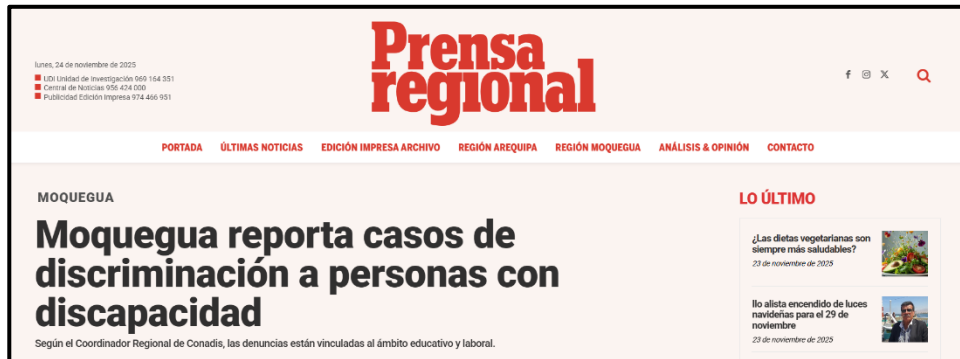 lunes, 24 de noviembre de 2025
UDI Unidad de Investigación 969 164 351
Central de Noticias 956 424 000
Publicidad Edición Impresa 974 466 951
Prensa
regional
PORTADA ÚLTIMAS NOTICIAS EDICIÓN IMPRESA ARCHIVO REGIÓN AREQUIPA REGIÓN MOQUEGUA ANÁLISIS & OPINIÓN CONTACTO
MOQUEGUA
Moquegua reporta casos de
discriminación a personas con
discapacidad
Según el Coordinador Regional de Conadis, las denuncias están vinculadas al ámbito educativo y laboral.
LO ÚLTIMO
¿Las dietas vegetarianas son
siempre más saludables?
23 de noviembre de 2025
Ilo alista encendido de luces
navideñas para el 29 de
noviembre
23 de noviembre de 2025